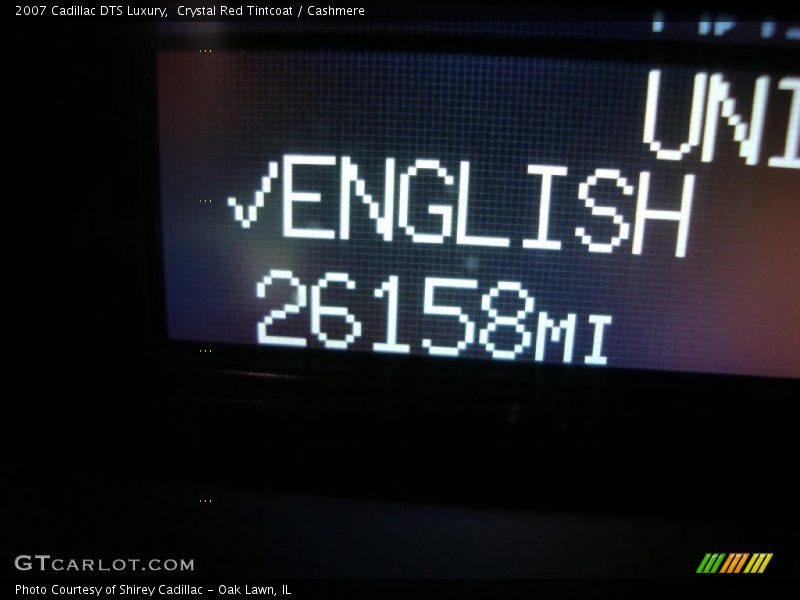 2007 Cadillac DTS Luxury,  Crystal Red Tintcoat / Cashmere
UNI
√ENGLISH
26158MI
GTCARLOT.COM
Photo Courtesy of Shirey Cadillac - Oak Lawn, IL